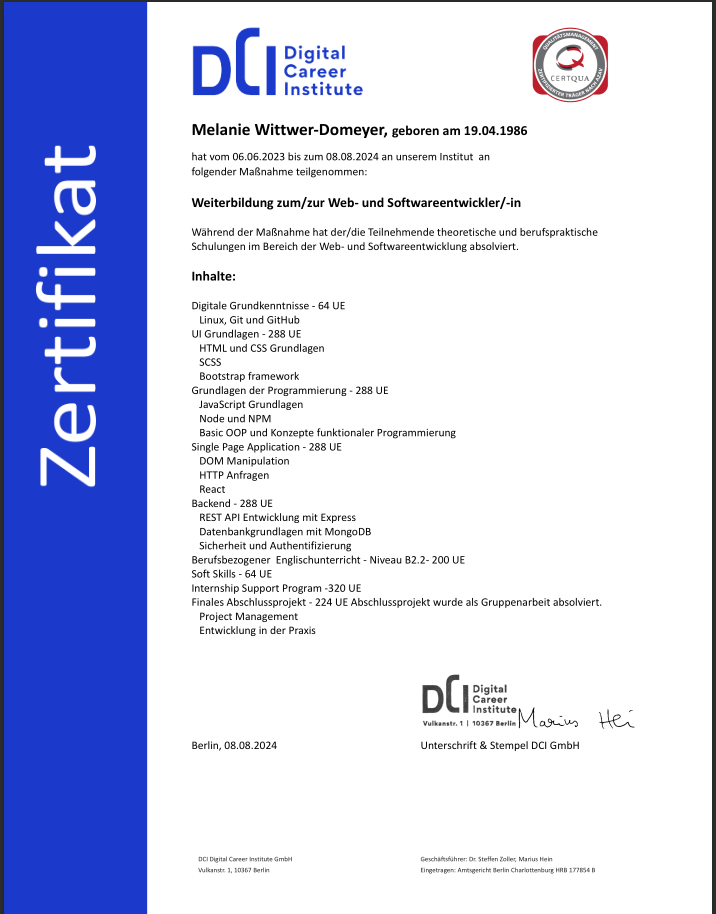 Zertifikat
DCI Digital
Career
Institute
QUALITÄTSMANAGEMENT
CERTQUA
ZERTIFIZIERTER TRÄGER NACH AZAV
Melanie Wittwer-Domeyer, geboren am 19.04.1986
hat vom 06.06.2023 bis zum 08.08.2024 an unserem Institut  an
folgender Maßnahme teilgenommen:
Weiterbildung zum/zur Web- und Softwareentwickler/-in
Während der Maßnahme hat der/die Teilnehmende theoretische und berufspraktische
Schulungen im Bereich der Web- und Softwareentwicklung absolviert.
Inhalte:
Digitale Grundkenntnisse - 64 UE
Linux, Git und GitHub
UI Grundlagen - 288 UE
HTML und CSS Grundlagen
SCSS
Bootstrap framework
Grundlagen der Programmierung - 288 UE
JavaScript Grundlagen
Node und NPM
Basic OOP und Konzepte funktionaler Programmierung
Single Page Application - 288 UE
DOM Manipulation
HTTP Anfragen
React
Backend - 288 UE
REST API Entwicklung mit Express
Datenbankgrundlagen mit MongoDB
Sicherheit und Authentifizierung
Berufsbezogener  Englischunterricht - Niveau B2.2- 200 UE
Soft Skills - 64 UE
Internship Support Program -320 UE
Finales Abschlussprojekt - 224 UE Abschlussprojekt wurde als Gruppenarbeit absolviert.
Project Management
Entwicklung in der Praxis
DCI Digital
Career
Institute
Vulkanstr. 1 | 10367 Berlin
Marius Hei
Berlin, 08.08.2024
Unterschrift & Stempel DCI GmbH
DCI Digital Career Institute GmbH
Vulkanstr. 1, 10367 Berlin
Geschäftsführer: Dr. Steffen Zoller, Marius Hein
Eingetragen: Amtsgericht Berlin Charlottenburg HRB 177854 B